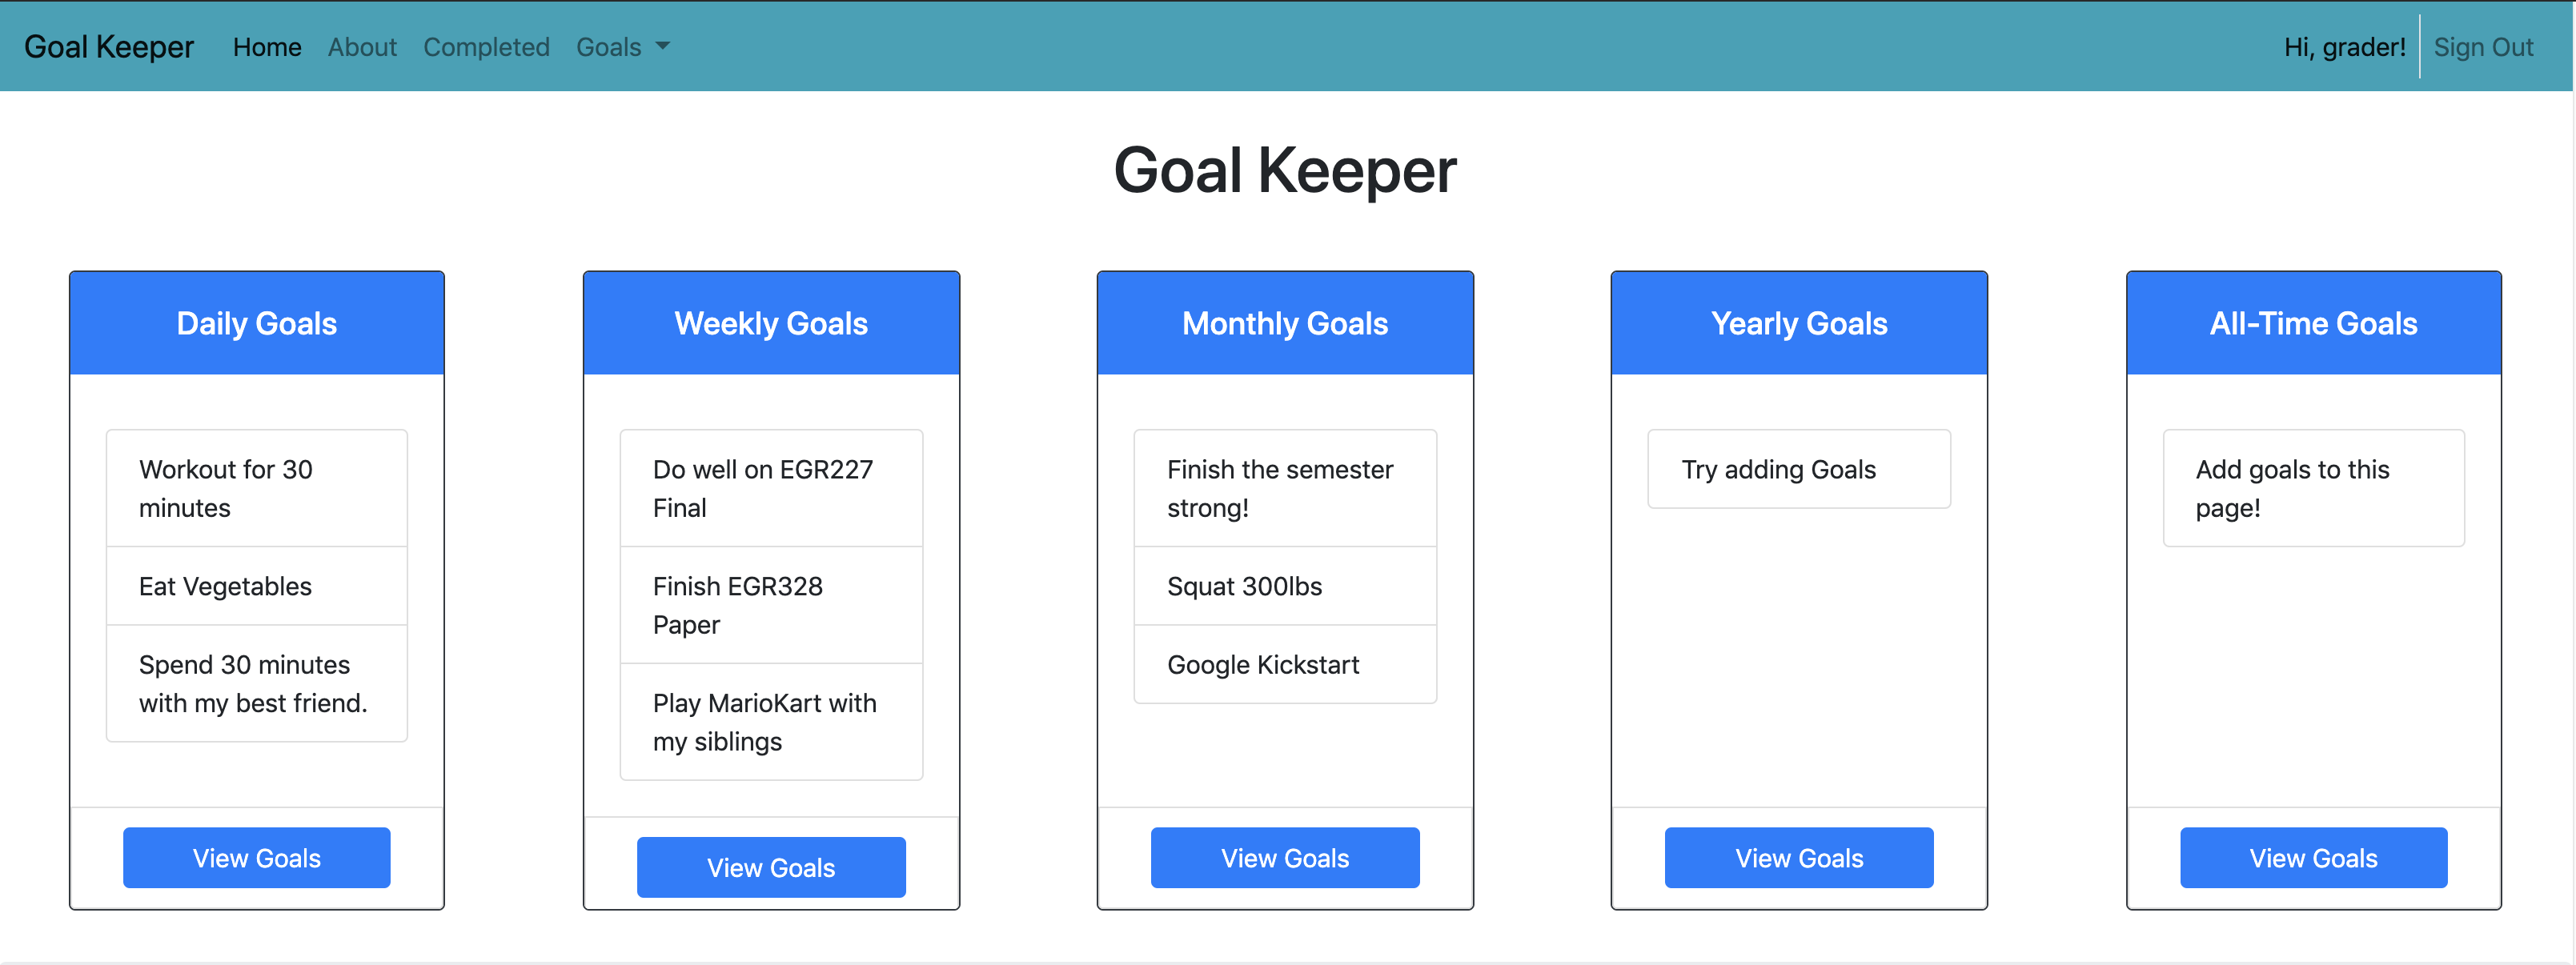 Goal Keeper Home About Completed Goals Hi, grader! Sign Out
Goal Keeper
Daily Goals
Workout for 30
minutes
Eat Vegetables
Spend 30 minutes
with my best friend.
View Goals
Weekly Goals
Do well on EGR227
Final
Finish EGR328
Paper
Play MarioKart with
my siblings
View Goals
Monthly Goals
Finish the semester
strong!
Squat 300lbs
Google Kickstart
View Goals
Yearly Goals
Try adding Goals
View Goals
All-Time Goals
Add goals to this
page!
View Goals